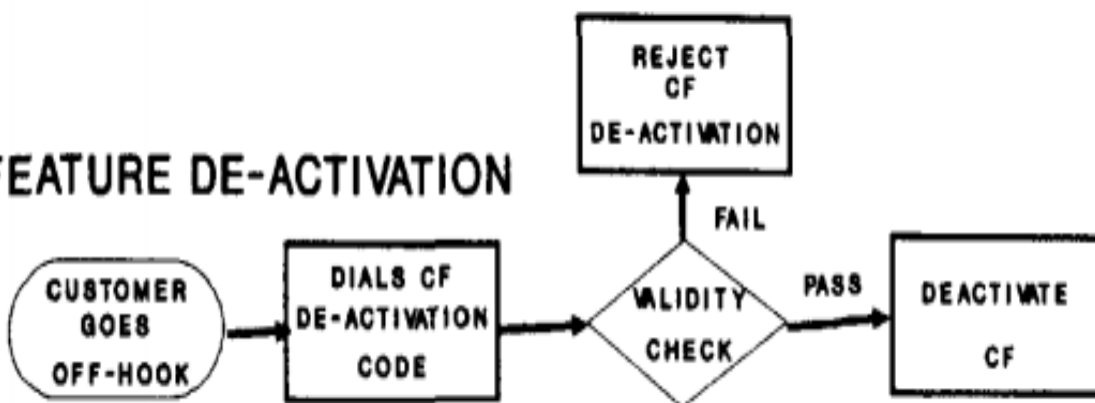 FEATURE DE-ACTIVATION
CUSTOMER
GOES
OFF-HOOK
DIALS CF
DE-ACTIVATION
CODE
VALIDITY
CHECK
FAIL
REJECT
CF
DE-ACTIVATION
PASS
DEACTIVATE
CF